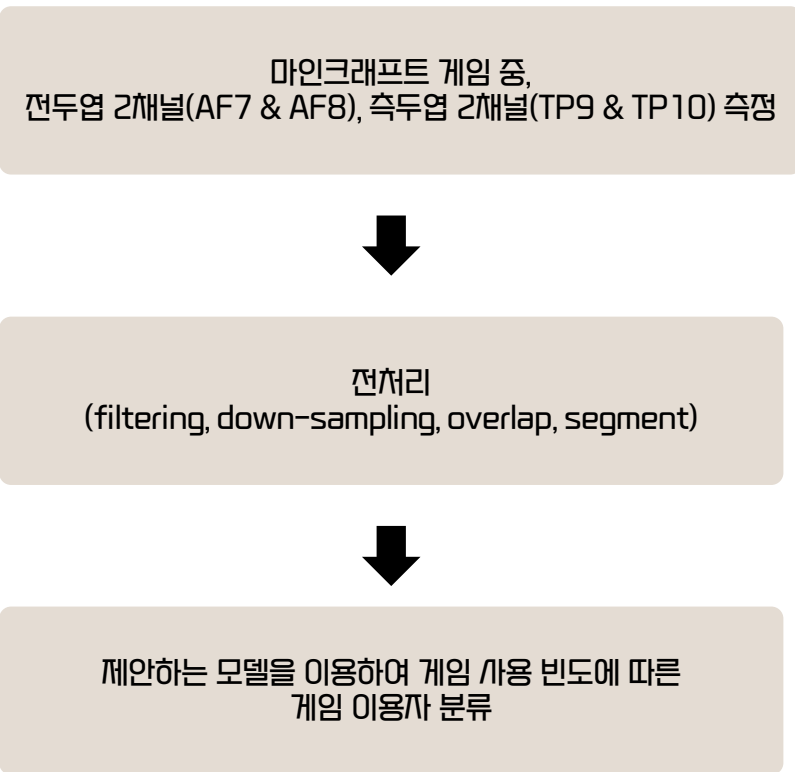 마인크래프트 게임 중,
전두엽 2채널(AF7 & AF8), 측두엽 2채널(TP9 & TP10) 측정
전처리
(filtering, down-sampling, overlap, segment)
제안하는 모델을 이용하여 게임 사용 빈도에 따른
게임 이용자 분류